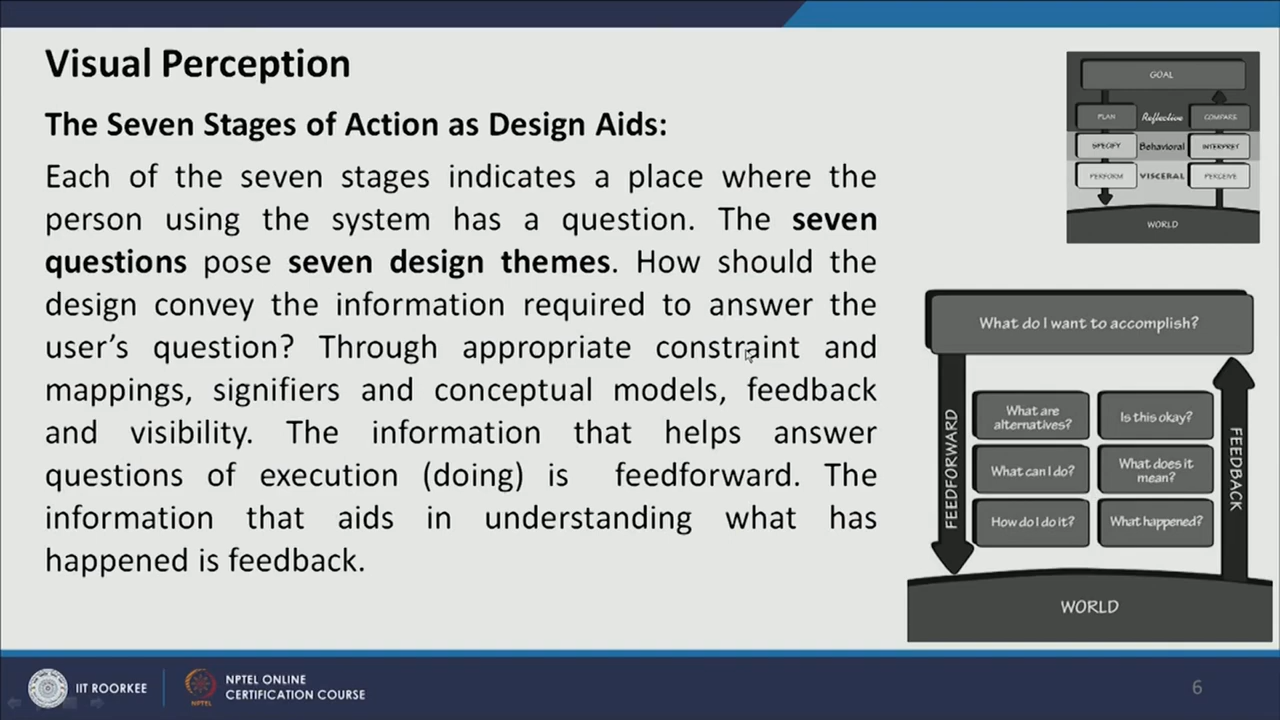 Visual Perception
The Seven Stages of Action as Design Aids:
Each of the seven stages indicates a place where the
person using the system has a question. The seven
questions pose seven design themes. How should the
design convey the information required to answer the
user’s question? Through appropriate constraint and
mappings, signifiers and conceptual models, feedback
and visibility. The information that helps answer
questions of execution (doing) is feedforward. The
information that aids in understanding what has
happened is feedback.
GOAL
PLAN Reflective COMPARE
SPECIFY Behavioral INTERPRET
PERFORM VISCERAL PERCEIVE
WORLD
What do I want to accomplish?
FEEDFORWARD
What are
alternatives?
Is this okay?
What can I do?
What does it
mean?
How do I do it?
What happened?
FEEDBACK
WORLD
IIT ROORKEE
NPTEL
NPTEL ONLINE
CERTIFICATION COURSE
6